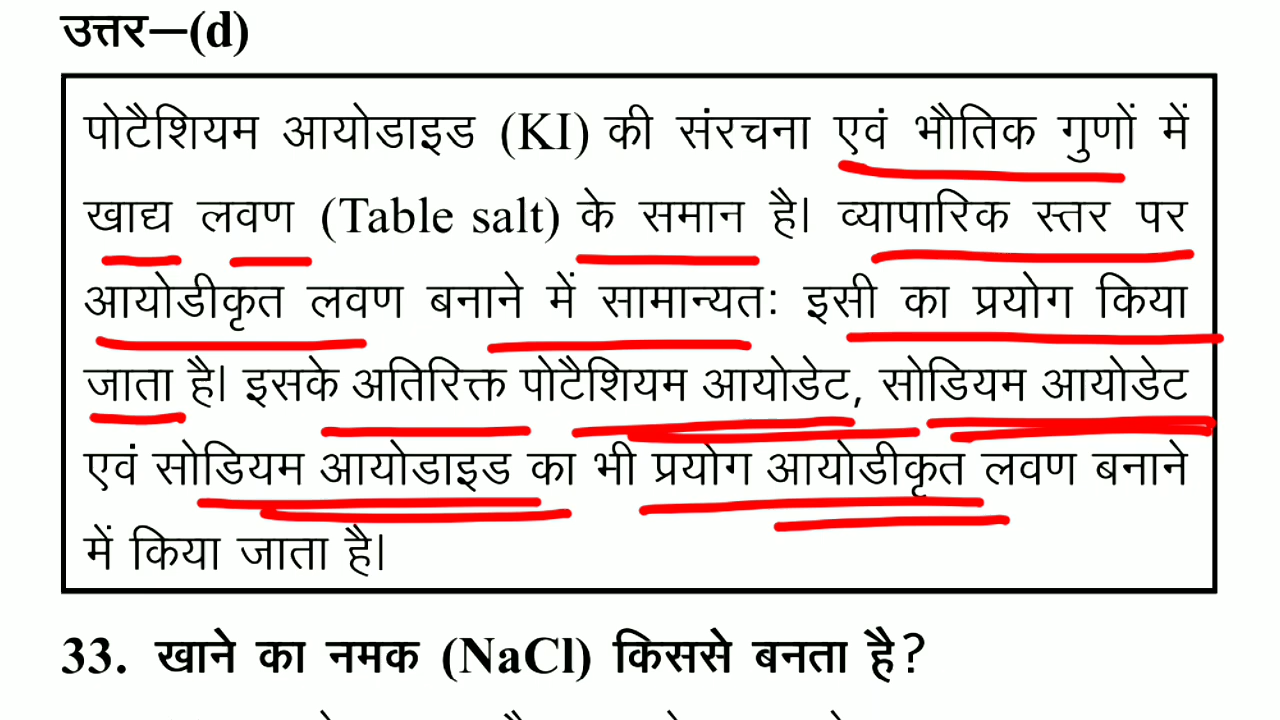 उत्तर—(d)
पोटैशियम आयोडाइड (KI) की संरचना एवं भौतिक गुणों में
खाद्य लवण (Table salt) के समान है। व्यापारिक स्तर पर
आयोडीकृत लवण बनाने में सामान्यतः इसी का प्रयोग किया
जाता है। इसके अतिरिक्त पोटैशियम आयोडेट, सोडियम आयोडेट
एवं सोडियम आयोडाइड का भी प्रयोग आयोडीकृत लवण बनाने
में किया जाता है।
33. खाने का नमक (NaCl) किससे बनता है?